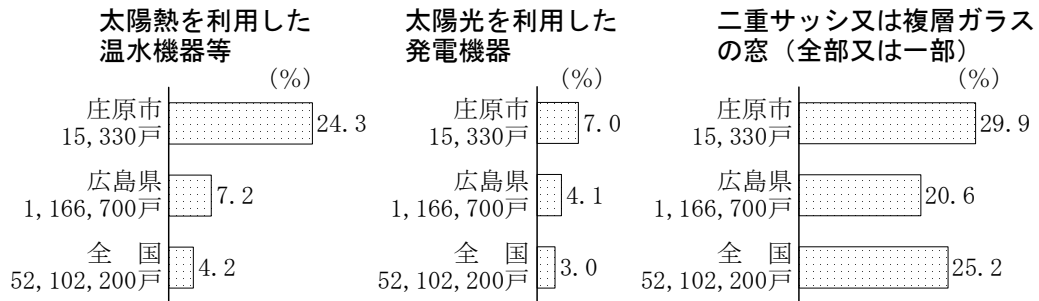 太陽熱を利用した
温水機器等
(%)
庄原市
15,330戸
24.3
広島県
1,166,700戸
7.2
全　国
52,102,200戸
4.2
太陽光を利用した
発電機器
(%)
庄原市
15,330戸
7.0
広島県
1,166,700戸
4.1
全　国
52,102,200戸
3.0
二重サッシ又は複層ガラス
の窓（全部又は一部）
(%)
庄原市
15,330戸
29.9
広島県
1,166,700戸
20.6
全　国
52,102,200戸
25.2